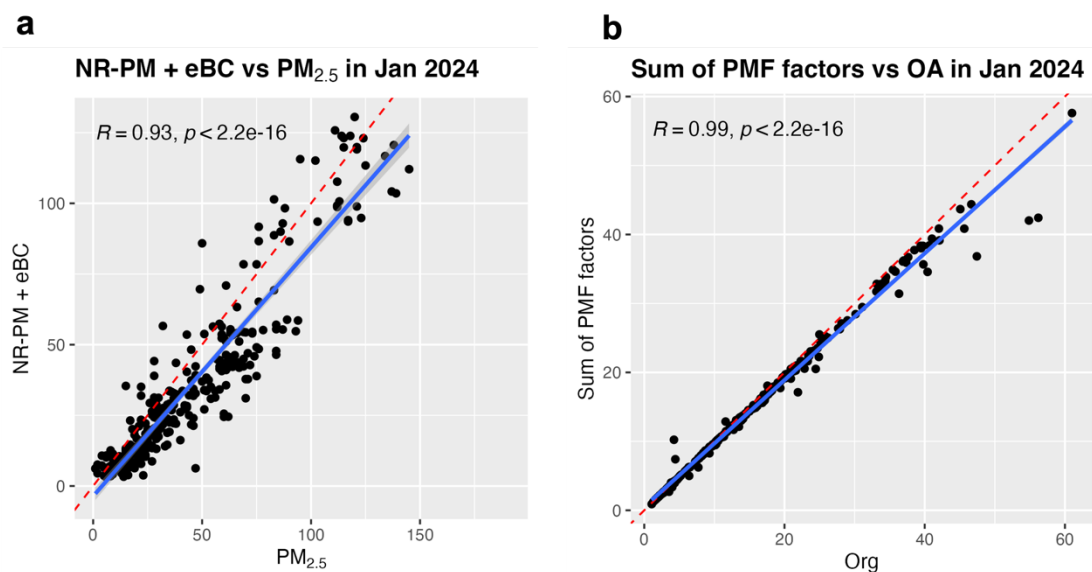 a
NR-PM + eBC vs PM2.5 in Jan 2024
R = 0.93, p < 2.2e-16
100
50
0
NR-PM + eBC
0 50 100 150
PM2.5
b
Sum of PMF factors vs OA in Jan 2024
R = 0.99, p < 2.2e-16
60
40
20
0
Sum of PMF factors
0 20 40 60
Org